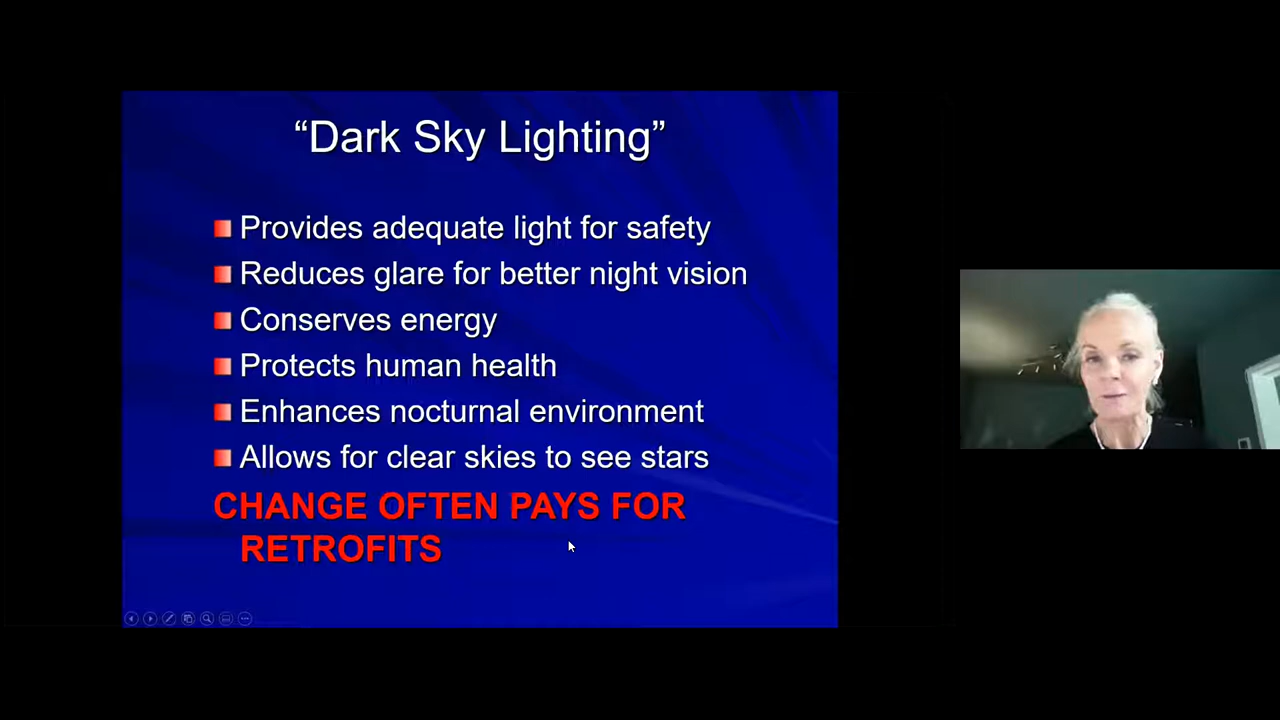 “Dark Sky Lighting”
Provides adequate light for safety
Reduces glare for better night vision
Conserves energy
Protects human health
Enhances nocturnal environment
Allows for clear skies to see stars
CHANGE OFTEN PAYS FOR
RETROFITS